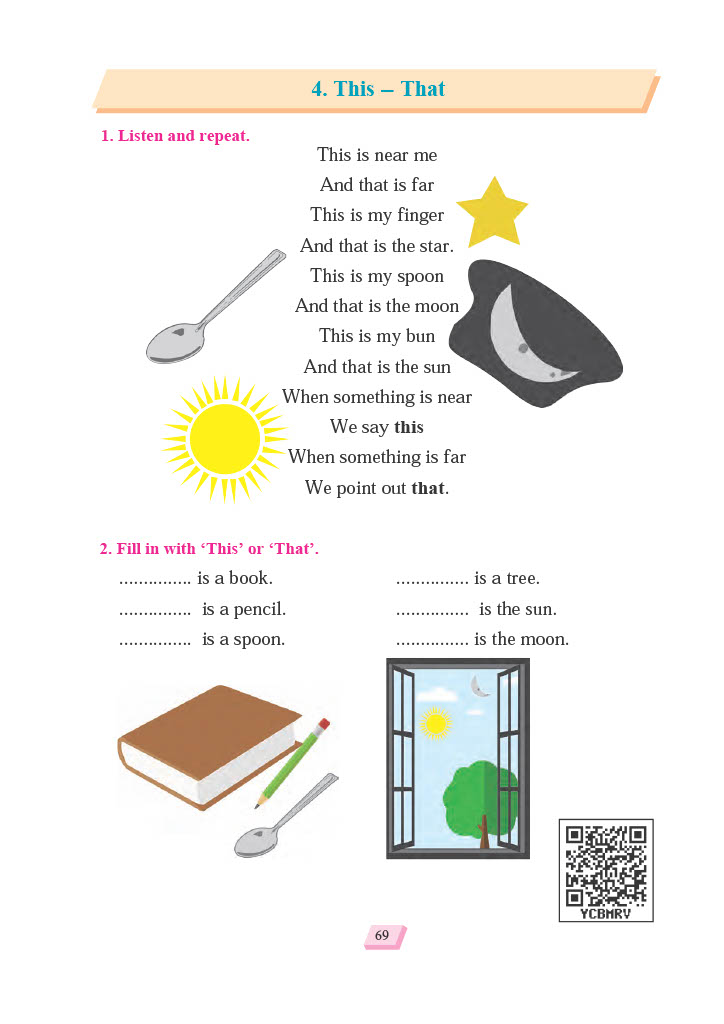 4. This – That
1. Listen and repeat.
This is near me
And that is far
This is my finger
And that is the star.
This is my spoon
And that is the moon
This is my bun
And that is the sun
When something is near
We say this
When something is far
We point out that.
2. Fill in with ‘This’ or ‘That’.
............... is a book.
............... is a pencil.
............... is a spoon.
............... is a tree.
............... is the sun.
............... is the moon.
YCBMRV
69